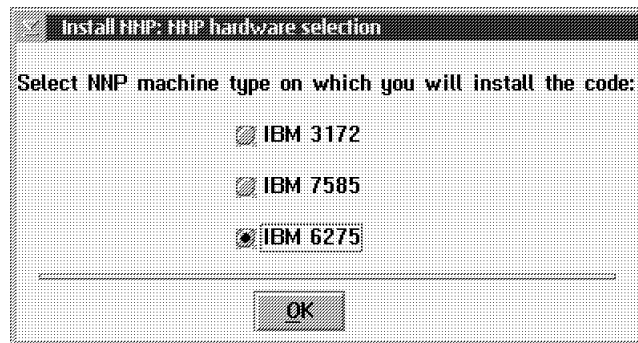 Install NNP: NNP hardware selection
Select NNP machine type on which you will install the code:
IBM 3172
IBM 7585
IBM 6275
OK